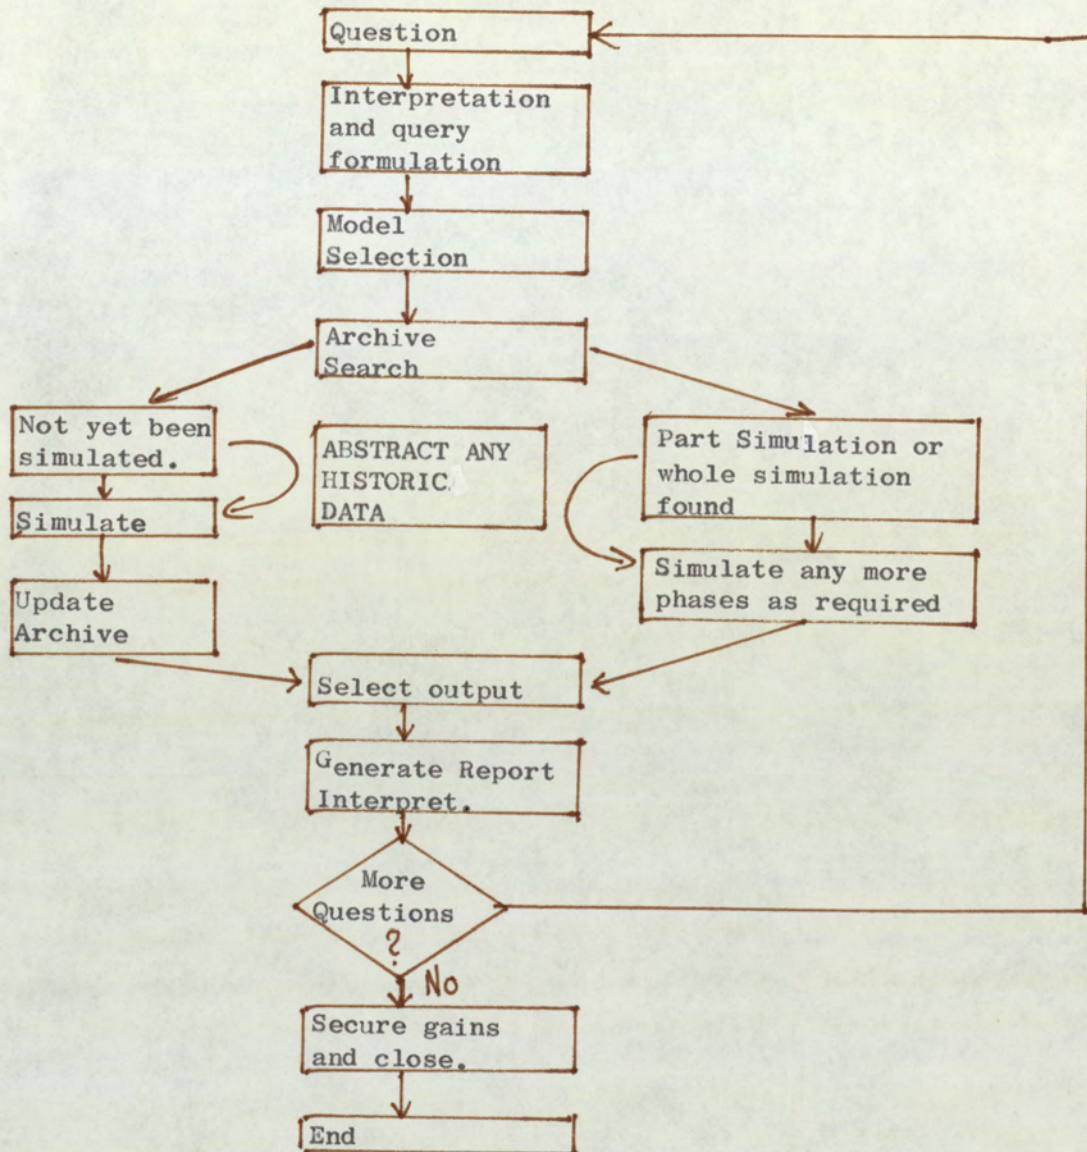 Question
Interpretation
and query
formulation
Model
Selection
Archive
Search
Not yet been
simulated.
Simulate
Update
Archive
ABSTRACT ANY
HISTORIC
DATA
Part Simulation or
whole simulation
found
Simulate any more
phases as required
Select output
Generate Report
Interpret.
More
Questions
?
No
Secure gains
and close.
End